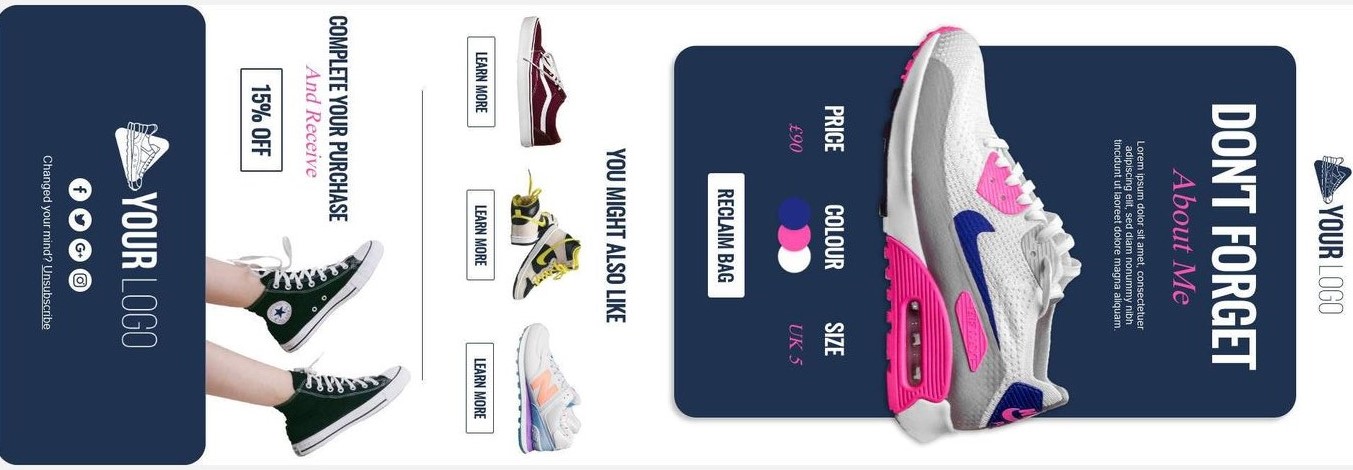 YOUR LOGO
DONT FORGET
About Me
Lorem ipsum dolor sit amet, consectetuer
adipiscing elit, sed diam nonummy nibh
tincidunt ut laoreet dolore magna aliquam.
PRICE COLOUR SIZE
£90 UK 5
RECLAIM BAG
YOU MIGHT ALSO LIKE
LEARN MORE LEARN MORE LEARN MORE
COMPLETE YOUR PURCHASE
And Receive
15% OFF
YOUR LOGO
Changed your mind? Unsubscribe